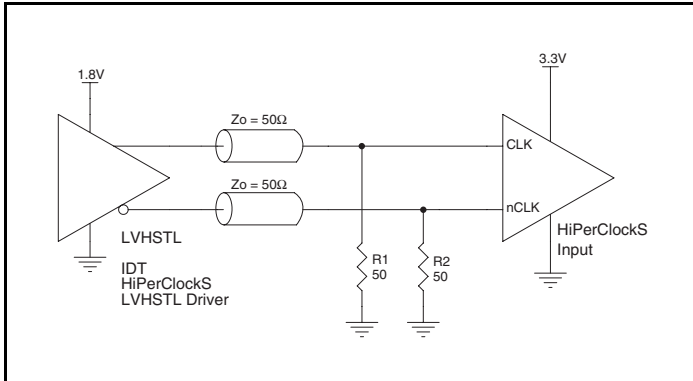 3.3V
1.8V
Zo = 50Ω
CLK
Zo = 50Ω
nCLK
LVHSTL
HiPerClockS
Input
IDT
HiPerClockS
LVHSTL Driver
R1
50
R2
50